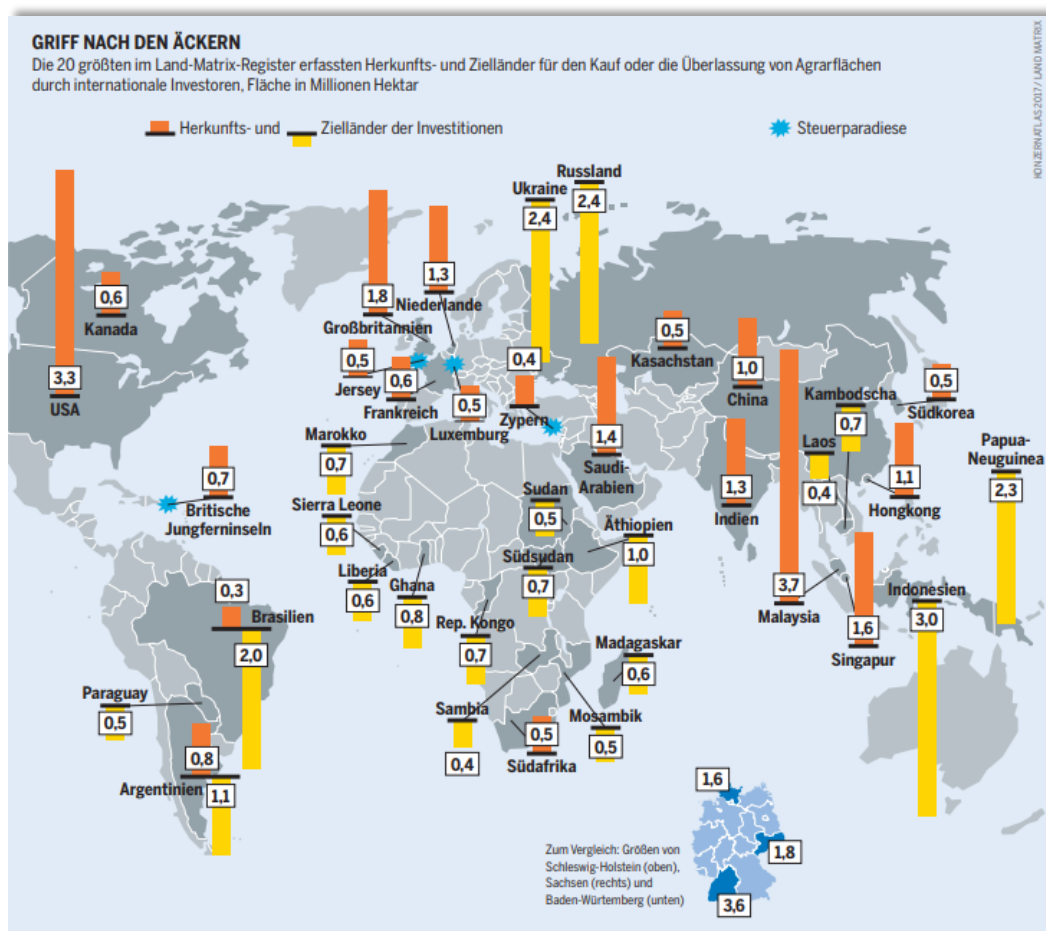 GRIFF NACH DEN ÄCKERN
Die 20 größten im Land-Matrix-Register erfassten Herkunfts- und Zielländer für den Kauf oder die Überlassung von Agrarflächen
durch internationale Investoren, Fläche in Millionen Hektar
KONZERNATLAS 2017 / LAND MATRIX
Herkunfts- und Zielländer der Investitionen
Steuerparadiese
3,3
USA
0,6
Kanada
1,8
Großbritannien
1,3
Niederlande
Ukraine
2,4
Russland
2,4
0,5
Jersey
0,6
Frankreich
0,5
Luxemburg
0,4
Zypern
1,4
Saudi-
Arabien
0,5
Kasachstan
1,0
China
1,3
Indien
3,7
Malaysia
Laos
0,4
Kambodscha
0,7
0,5
Südkorea
1,1
Hongkong
1,6
Singapur
Papua-
Neuguinea
2,3
Indonesien
3,0
0,7
Britische
Jungferninseln
Marokko
0,7
Sierra Leone
0,6
Liberia
0,6
Ghana
0,8
Sudan
0,5
Südsudan
0,7
Äthiopien
1,0
Rep. Kongo
0,7
Madagaskar
0,6
Sambia
0,4
0,5
Südafrika
Mosambik
0,5
0,3
Brasilien
2,0
Paraguay
0,5
0,8
Argentinien
1,1
Zum Vergleich: Größen von
Schleswig-Holstein (oben),
Sachsen (rechts) und
Baden-Würtemberg (unten)
1,6
1,8
3,6